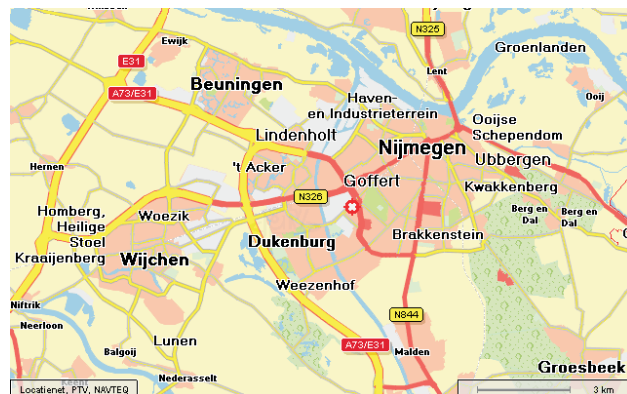 N325
Groenlanden
Ewijk
E31
Beuningen
Lent
A73/E31
Haven-
en Industrieterrein
Ooij
Ooijse
Schependom
Lindenholt
Nijmegen
Ubbergen
Hernen
't Acker
Goffert
Kwakkenberg
N326
Homberg,
Heilige
Stoel
Kraaijenberg
Woezik
Berg en
Dal
Berg en
Dal
Dukenburg
Brakkenstein
Wijchen
Weezenhof
Niftrik
Neerloon
N844
Lunen
A73/E31
Balgoij
Malden
Groesbeek
Nederasselt
Locatienet, PTV, NAVTEQ
3 km